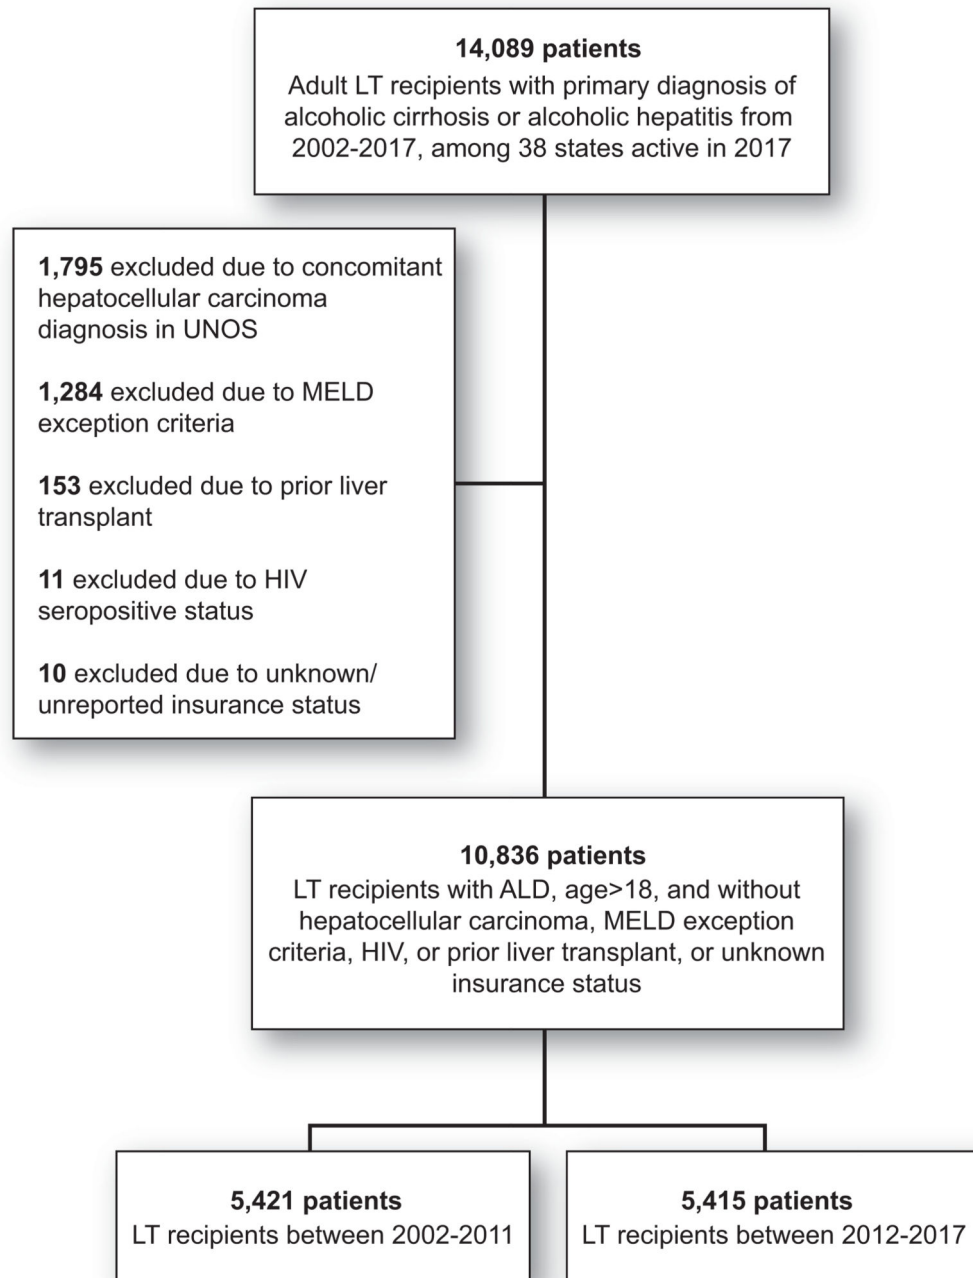 14,089 patients
Adult LT recipients with primary diagnosis of
alcoholic cirrhosis or alcoholic hepatitis from
2002-2017, among 38 states active in 2017
1,795 excluded due to concomitant
hepatocellular carcinoma
diagnosis in UNOS
1,284 excluded due to MELD
exception criteria
153 excluded due to prior liver
transplant
11 excluded due to HIV
seropositive status
10 excluded due to unknown/
unreported insurance status
10,836 patients
LT recipients with ALD, age>18, and without
hepatocellular carcinoma, MELD exception
criteria, HIV, or prior liver transplant, or unknown
insurance status
5,421 patients
LT recipients between 2002-2011
5,415 patients
LT recipients between 2012-2017